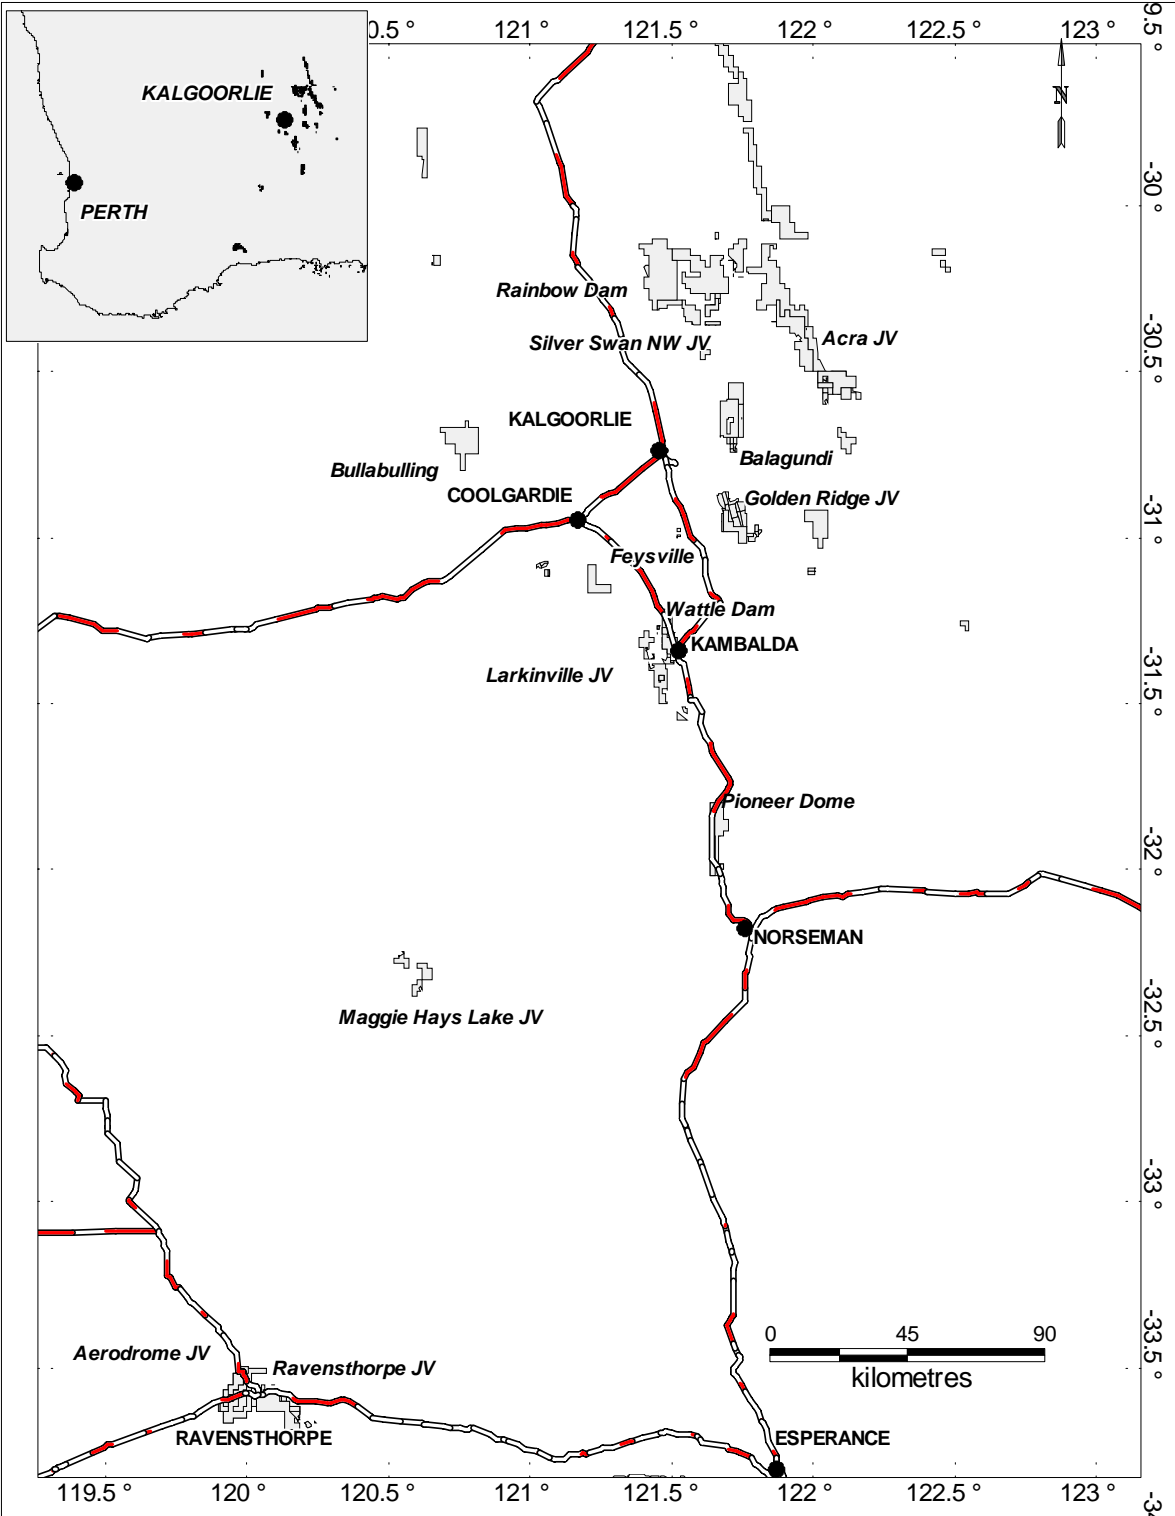 0.5 °
121 °
121.5 °
122 °
122.5 °
123 °
9.5 °
N
KALGOORLIE
PERTH
-30 °
Rainbow Dam
Silver Swan NW JV
Acra JV
-30.5 °
KALGOORLIE
Bullabulling
Balagundi
COOLGARDIE
Golden Ridge JV
-31 °
Feysville
Wattle Dam
KAMBALDA
Larkinville JV
-31.5 °
Pioneer Dome
-32 °
NORSEMAN
Maggie Hays Lake JV
-32.5 °
-33 °
0 45 90
kilometres
Aerodrome JV
Ravensthorpe JV
-33.5 °
RAVENSTHORPE
ESPERANCE
119.5 °
120 °
120.5 °
121 °
121.5 °
122 °
122.5 °
123 °